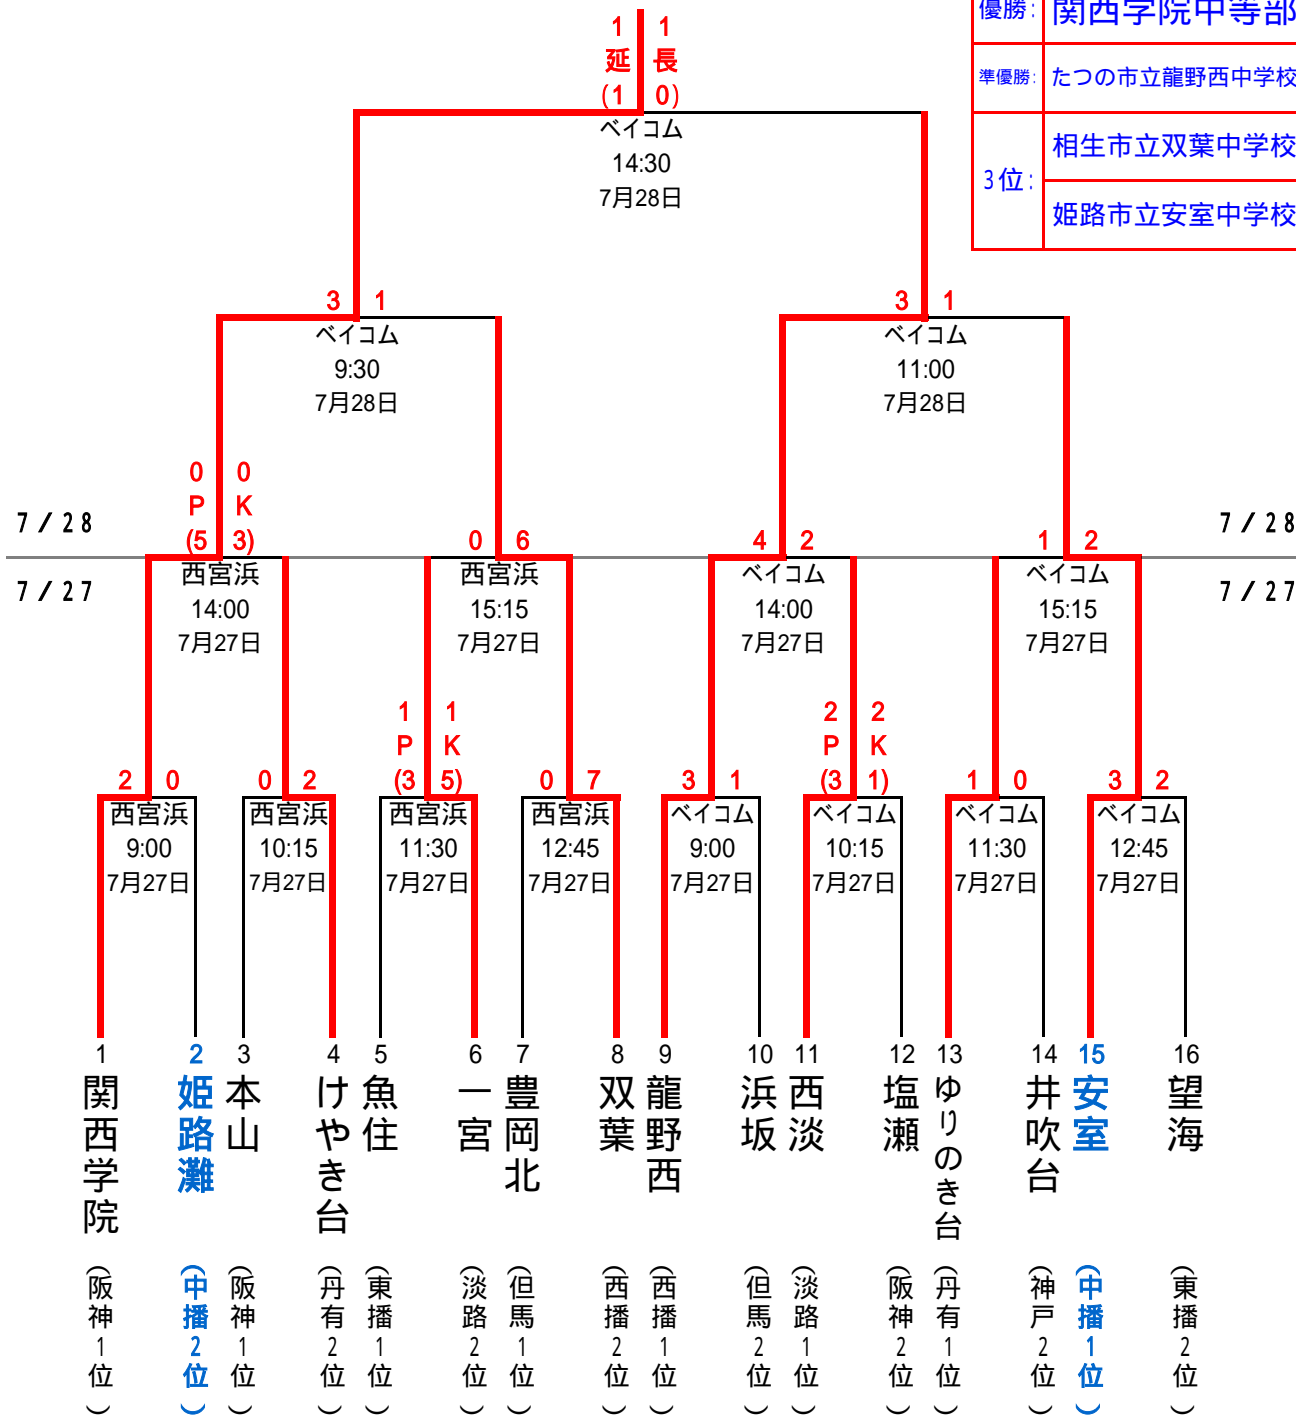 優勝: 関西学院中等部
準優勝: たつの市立龍野西中学校
3位: 相生市立双葉中学校
姫路市立安室中学校
1 1
延 長
(1 0)
ベイコム
14:30
7月28日
3 1
ベイコム
9:30
7月28日
3 1
ベイコム
11:00
7月28日
7/28
7/27
7/28
7/27
0 0
P K
(5 3)
西宮浜
14:00
7月27日
0 6
西宮浜
15:15
7月27日
4 2
ベイコム
14:00
7月27日
1 2
ベイコム
15:15
7月27日
2 0
西宮浜
9:00
7月27日
0 2
西宮浜
10:15
7月27日
1 1
P K
(3 5)
西宮浜
11:30
7月27日
0 7
西宮浜
12:45
7月27日
3 1
ベイコム
9:00
7月27日
2 2
P K
(3 1)
ベイコム
10:15
7月27日
1 0
ベイコム
11:30
7月27日
3 2
ベイコム
12:45
7月27日
1 関西学院 (阪神1位)
2 姫路灘 (中播2位)
3 本山 (阪神1位)
4 けやき台 (丹有2位)
5 魚住 (東播1位)
6 一宮 (淡路2位)
7 豊岡北 (但馬1位)
8 双葉 (西播2位)
9 龍野西 (西播1位)
10 浜坂 (但馬2位)
11 西淡 (淡路1位)
12 塩瀬 (阪神2位)
13 ゆりのき台 (丹有1位)
14 井吹台 (神戸2位)
15 安室 (中播1位)
16 望海 (東播2位)